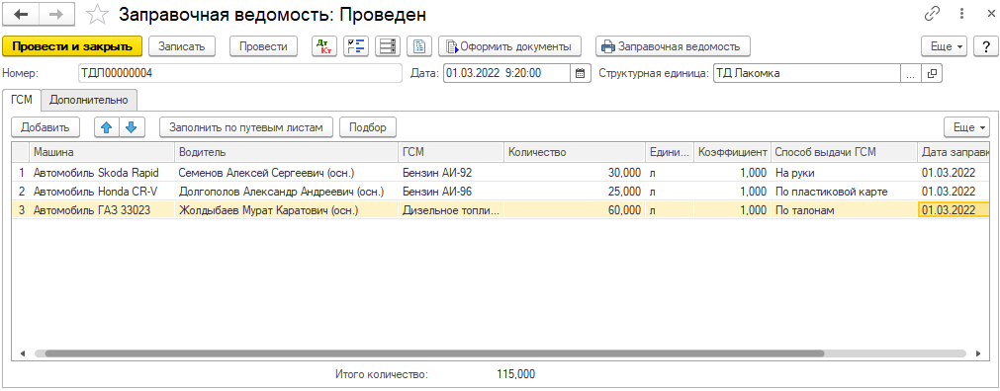 Заправочная ведомость: Проведен
Провести и закрыть Записать Провести Дт Кт Оформить документы Заправочная ведомость Еще ?
Номер: ТДЛ00000004 Дата: 01.03.2022 9:20:00 Структурная единица: ТД Лакомка ...
ГСМ Дополнительно
Добавить Заполнить по путевым листам Подбор Еще
Машина Водитель ГСМ Количество Едини... Коэффициент Способ выдачи ГСМ Дата заправк
1 Автомобиль Skoda Rapid Семенов Алексей Сергеевич (осн.) Бензин АИ-92 30,000 л 1,000 На руки 01.03.2022
2 Автомобиль Honda CR-V Долгополов Александр Андреевич (осн.) Бензин АИ-96 25,000 л 1,000 По пластиковой карте 01.03.2022
3 Автомобиль ГАЗ 33023 Жолдыбаев Мурат Каратович (осн.) Дизельное топли... 60,000 л 1,000 По талонам 01.03.2022
Итого количество: 115,000